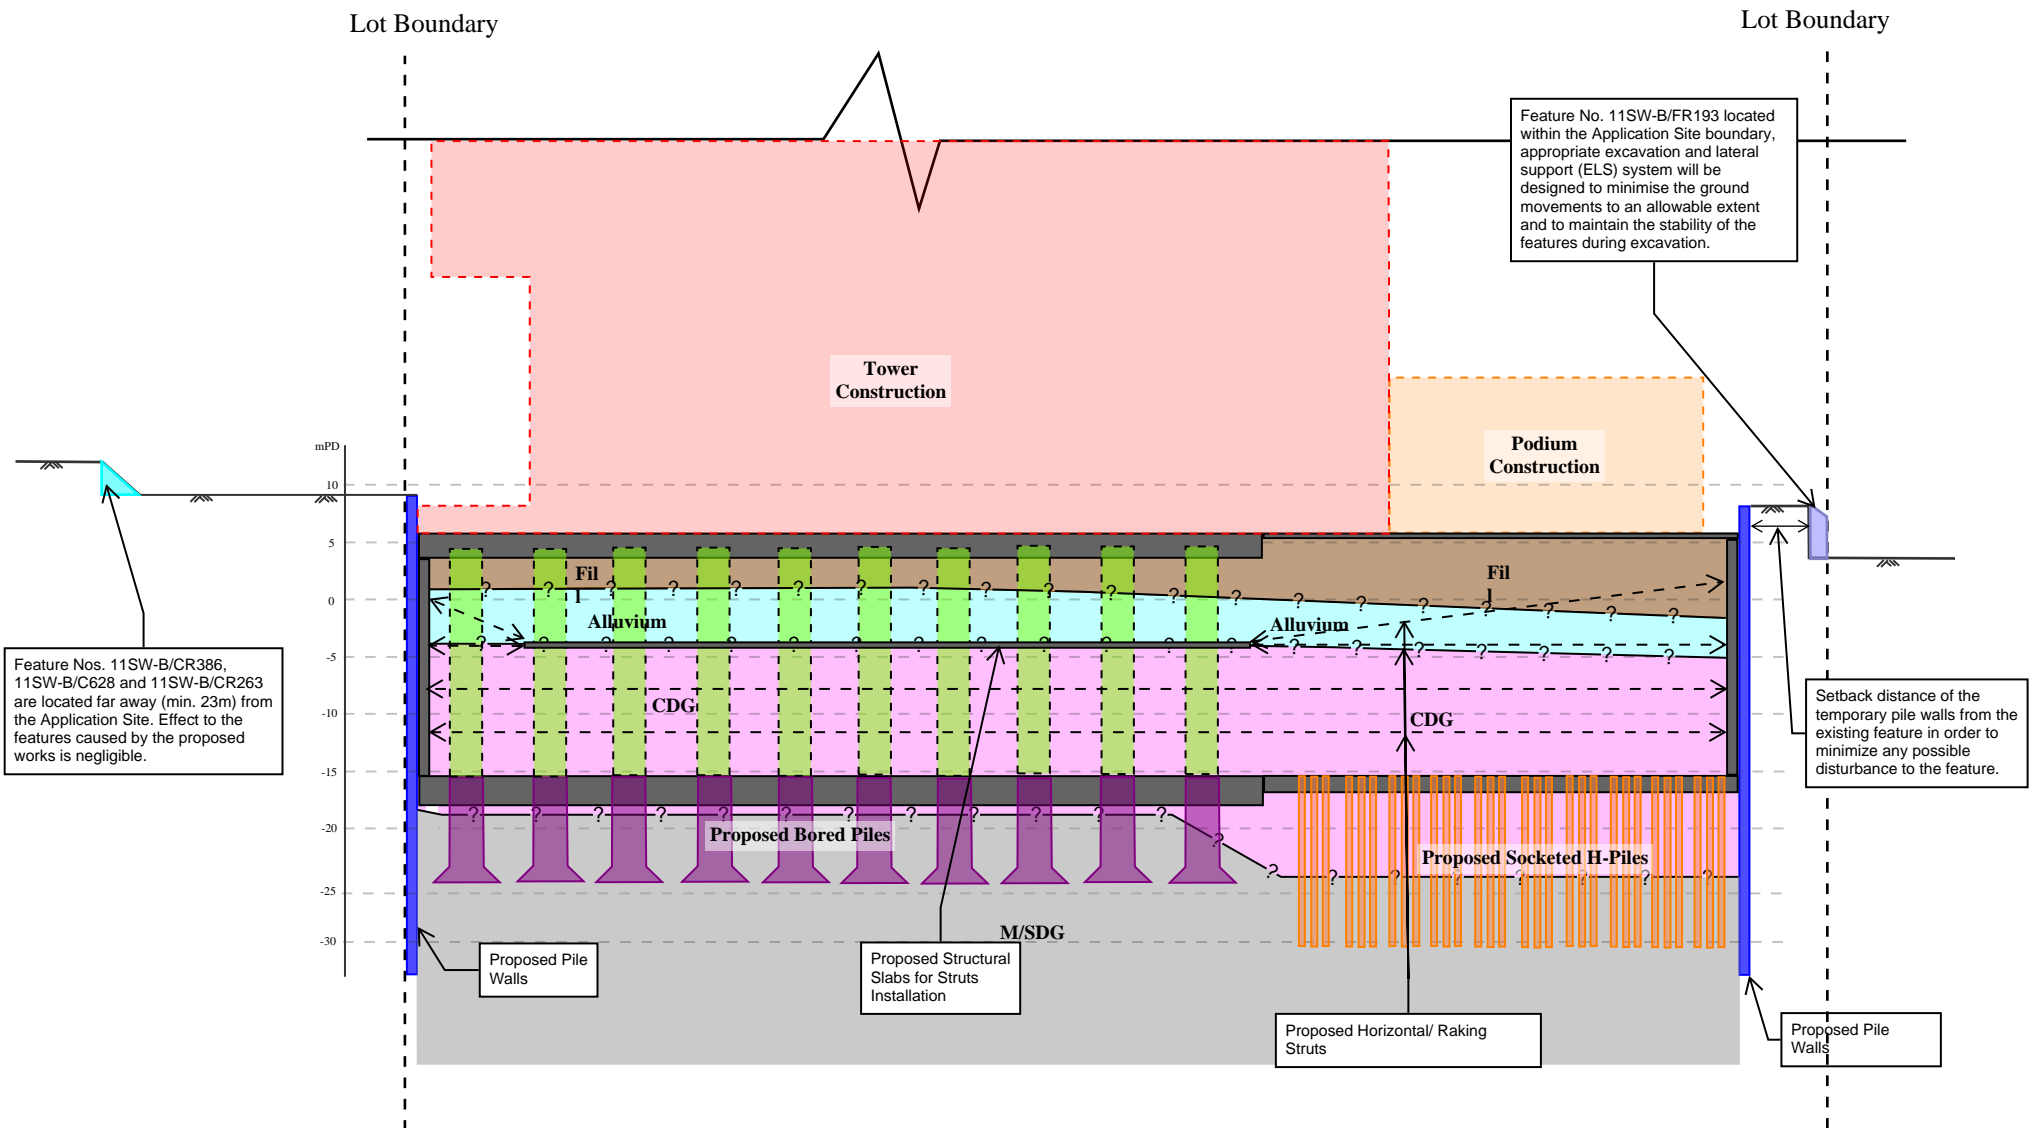 Lot Boundary
Lot Boundary
Feature No. 11SW-B/FR193 located
within the Application Site boundary,
appropriate excavation and lateral
support (ELS) system will be
designed to minimise the ground
movements to an allowable extent
and to maintain the stability of the
features during excavation.
Tower
Construction
Podium
Construction
mPD
10
5
0
-5
-10
-15
-20
-25
-30
Fil
l
Fil
l
Alluvium
Alluvium
CDG
CDG
Feature Nos. 11SW-B/CR386,
11SW-B/C628 and 11SW-B/CR263
are located far away (min. 23m) from
the Application Site. Effect to the
features caused by the proposed
works is negligible.
Setback distance of the
temporary pile walls from the
existing feature in order to
minimize any possible
disturbance to the feature.
Proposed Bored Piles
Proposed Socketed H-Piles
M/SDG
Proposed Pile
Walls
Proposed Structural
Slabs for Struts
Installation
Proposed Horizontal/ Raking
Struts
Proposed Pile
Walls